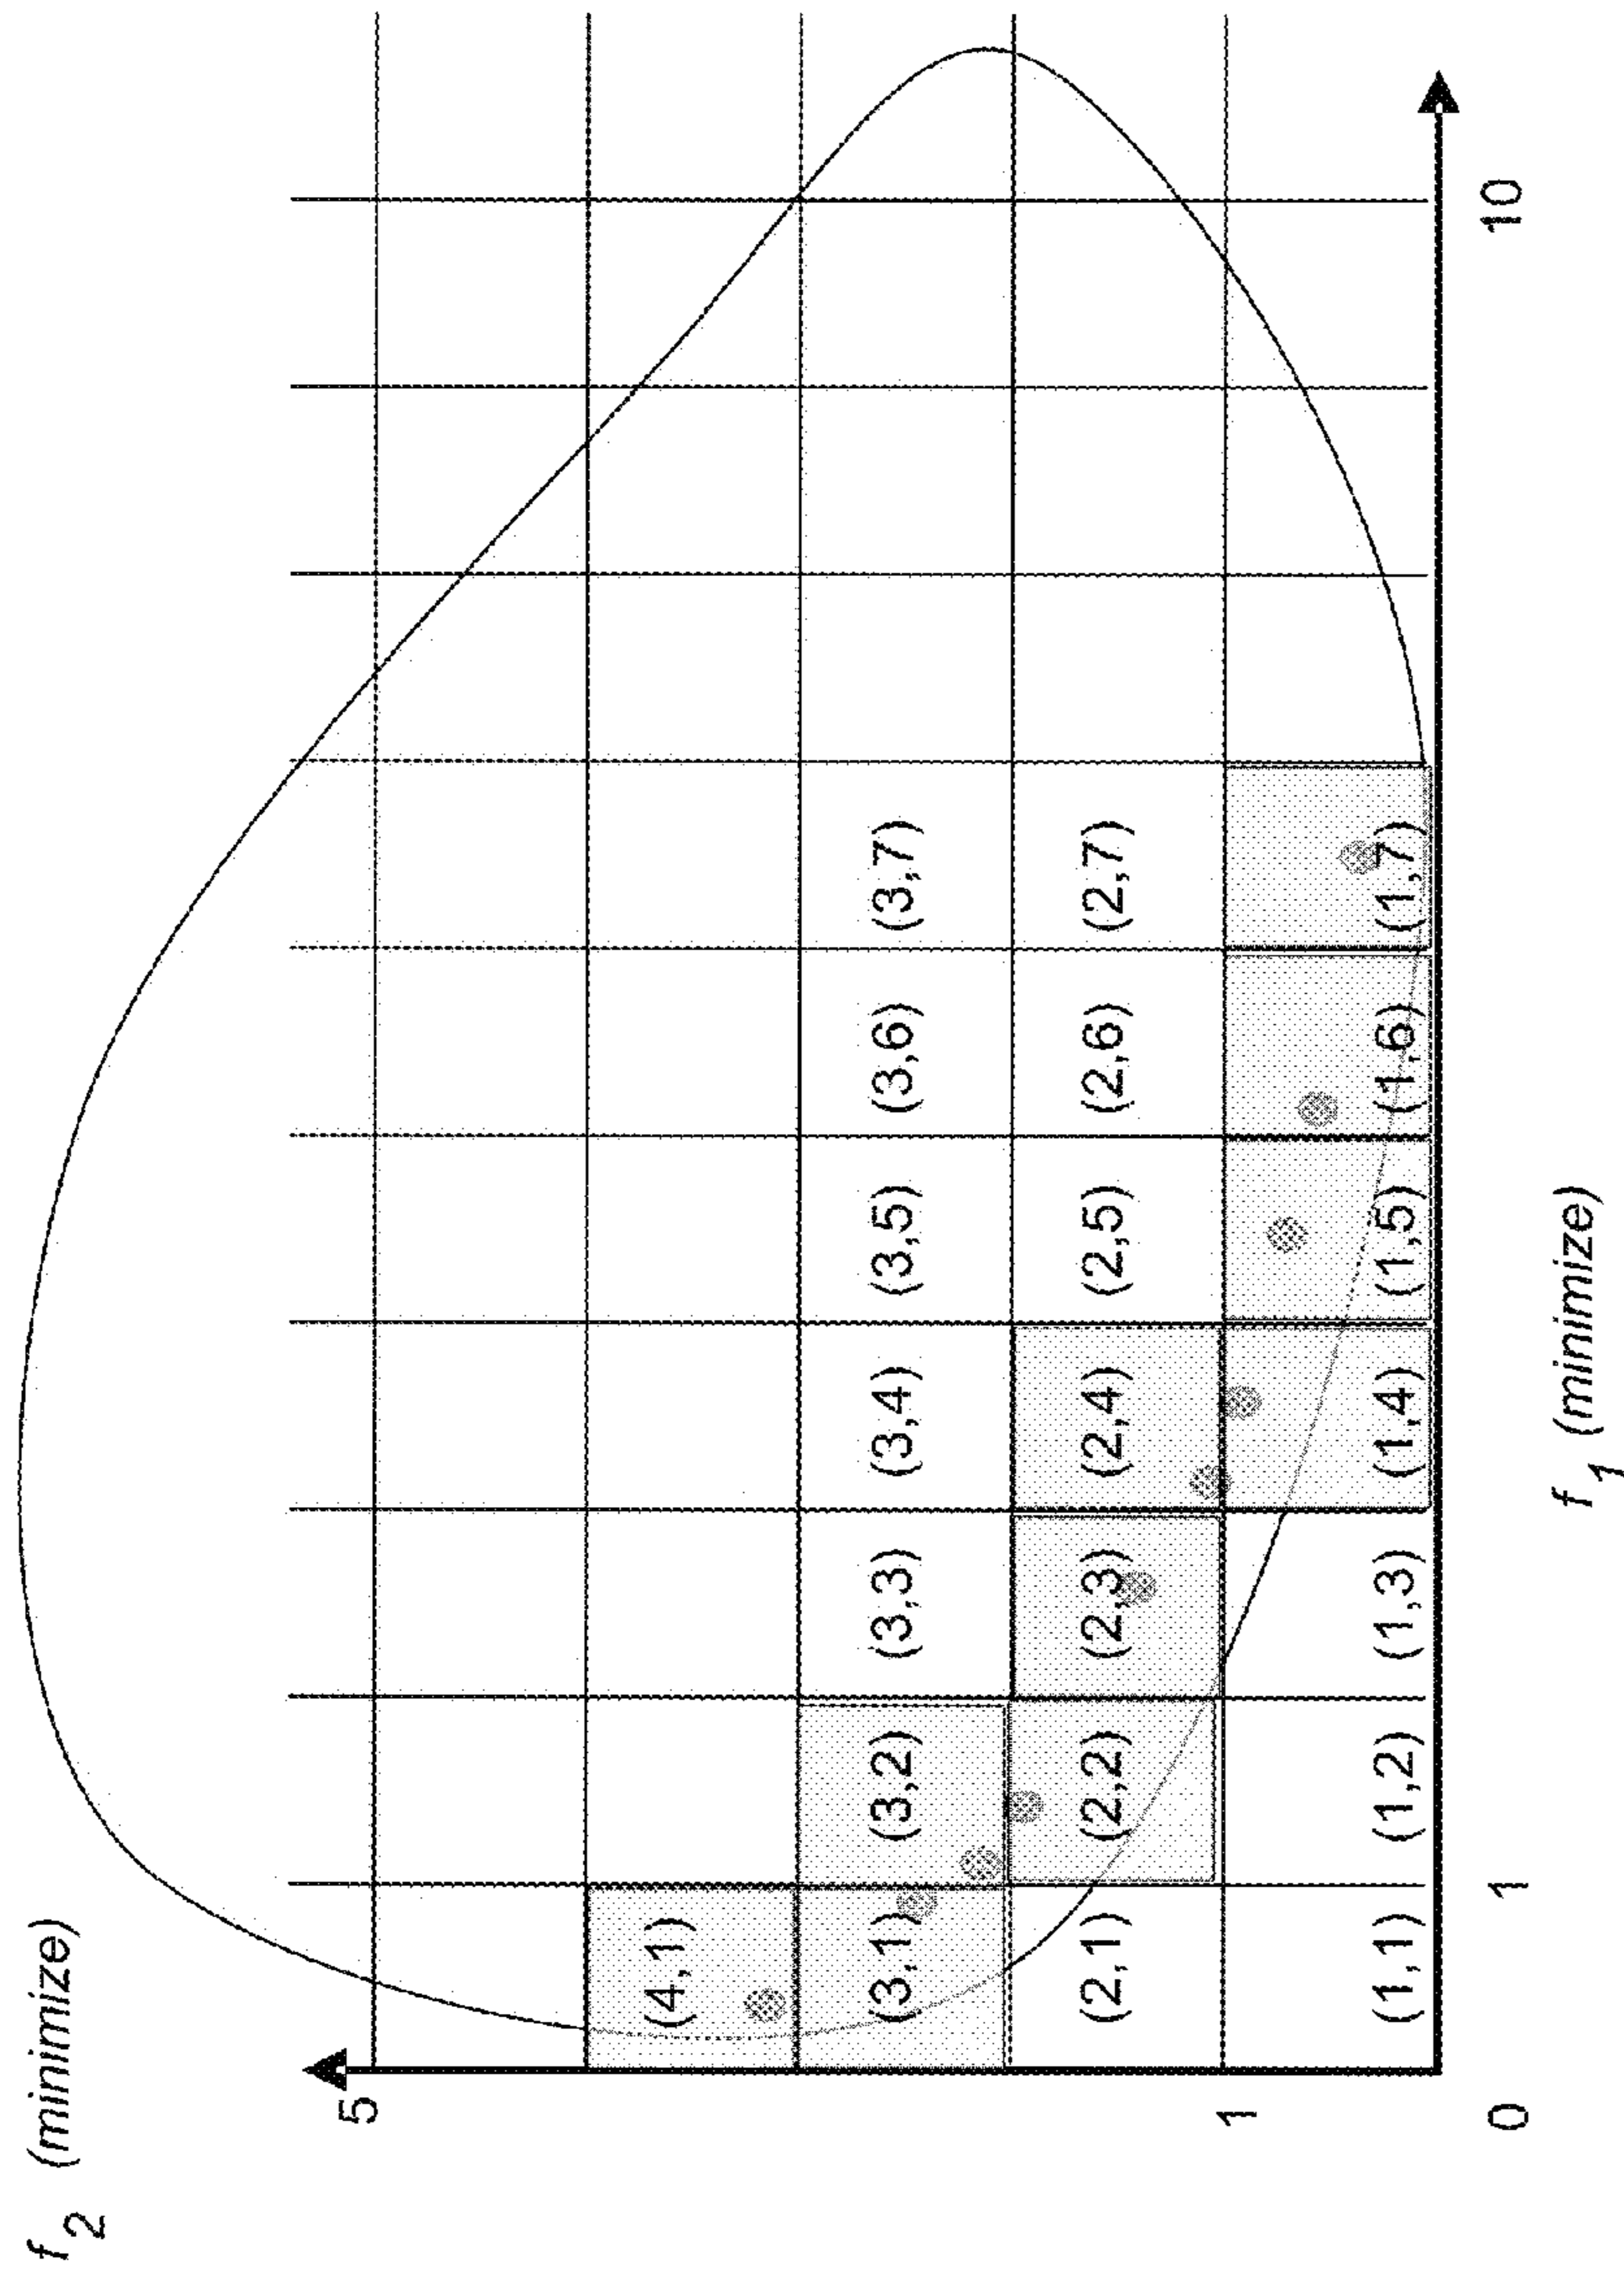 f 2 (minimize)
5
(4,1)
(3,1) (3,2) (3,3) (3,4) (3,5) (3,6) (3,7)
(2,1) (2,2) (2,3) (2,4) (2,5) (2,6) (2,7)
1
(1,1) (1,2) (1,3) (1,4) (1,5) (1,6) (1,7)
0 1 10
f 1 (minimize)